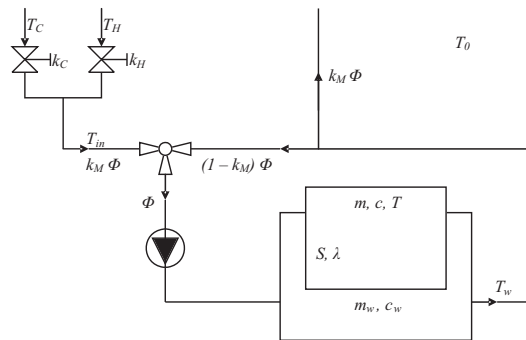 T_C
T_H
T_0
k_C
k_H
k_M Φ
T_in
k_M Φ
(1 – k_M) Φ
Φ
m, c, T
S, λ
T_w
m_w, c_w